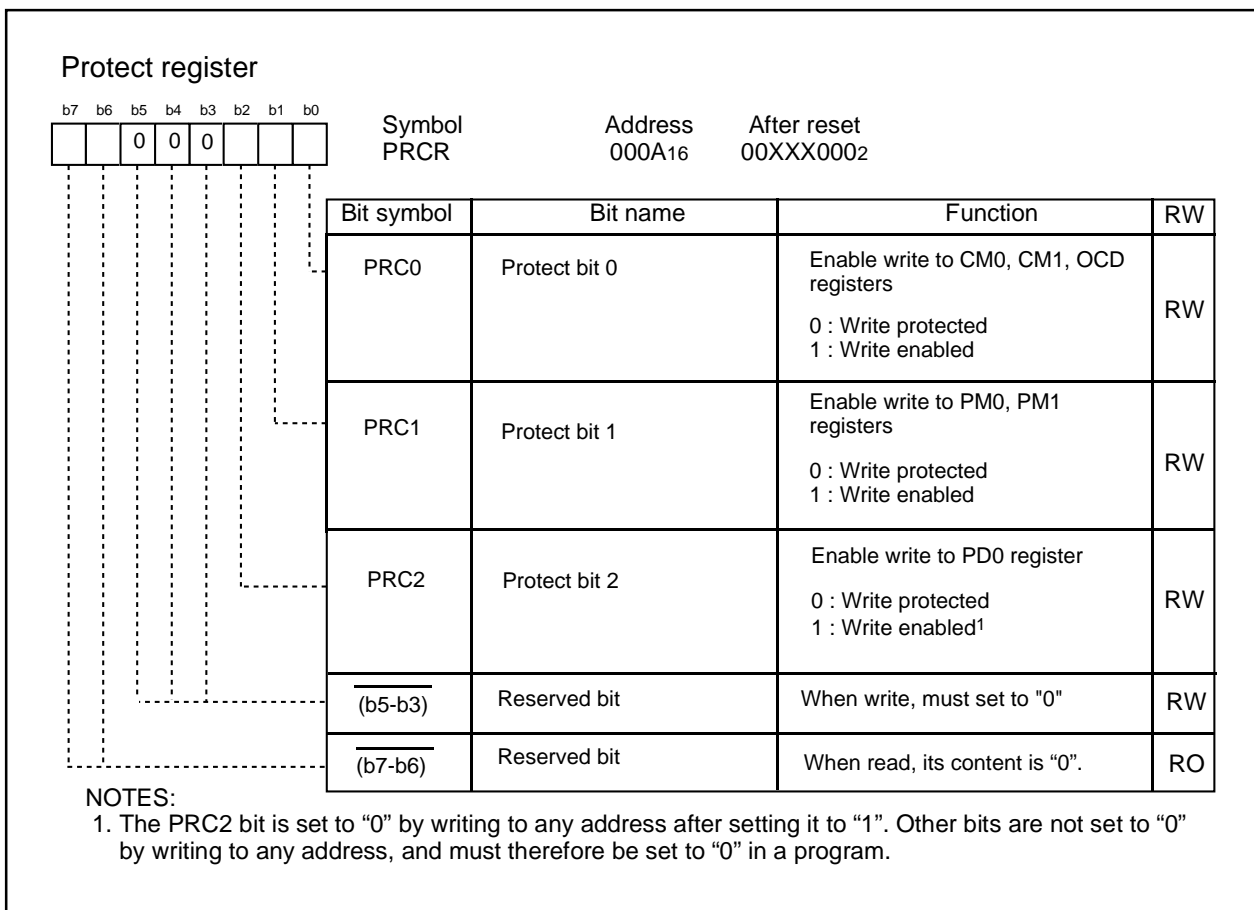 Protect register
b7 b6 b5 b4 b3 b2 b1 b0
0 0 0
Symbol Address After reset
PRCR 000A16 00XXX0002
Bit symbol Bit name Function RW
PRC0 Protect bit 0 Enable write to CM0, CM1, OCD
registers
0 : Write protected
1 : Write enabled
RW
PRC1 Protect bit 1 Enable write to PM0, PM1
registers
0 : Write protected
1 : Write enabled
RW
PRC2 Protect bit 2 Enable write to PD0 register
0 : Write protected
1 : Write enabled1
RW
(b5-b3) Reserved bit When write, must set to "0" RW
(b7-b6) Reserved bit When read, its content is “0”. RO
NOTES:
1. The PRC2 bit is set to “0” by writing to any address after setting it to “1”. Other bits are not set to “0”
by writing to any address, and must therefore be set to “0” in a program.